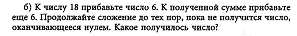 б) К числу 18 прибавьте число 6. К полученной сумме прибавьте
еще 6. Продолжайте сложение до тех пор, пока не получится число,
оканчивающееся нулем. Какое получилось число?